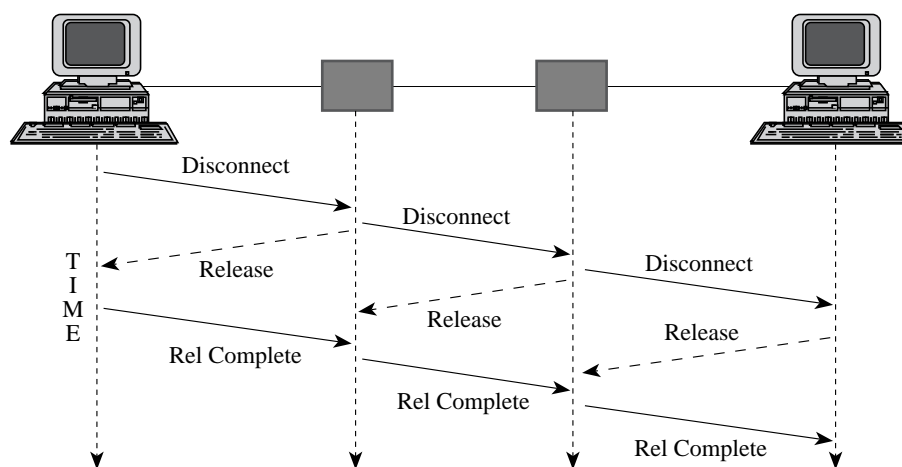 Disconnect
Disconnect
Disconnect
Release
Release
Release
T
I
M
E
Rel Complete
Rel Complete
Rel Complete